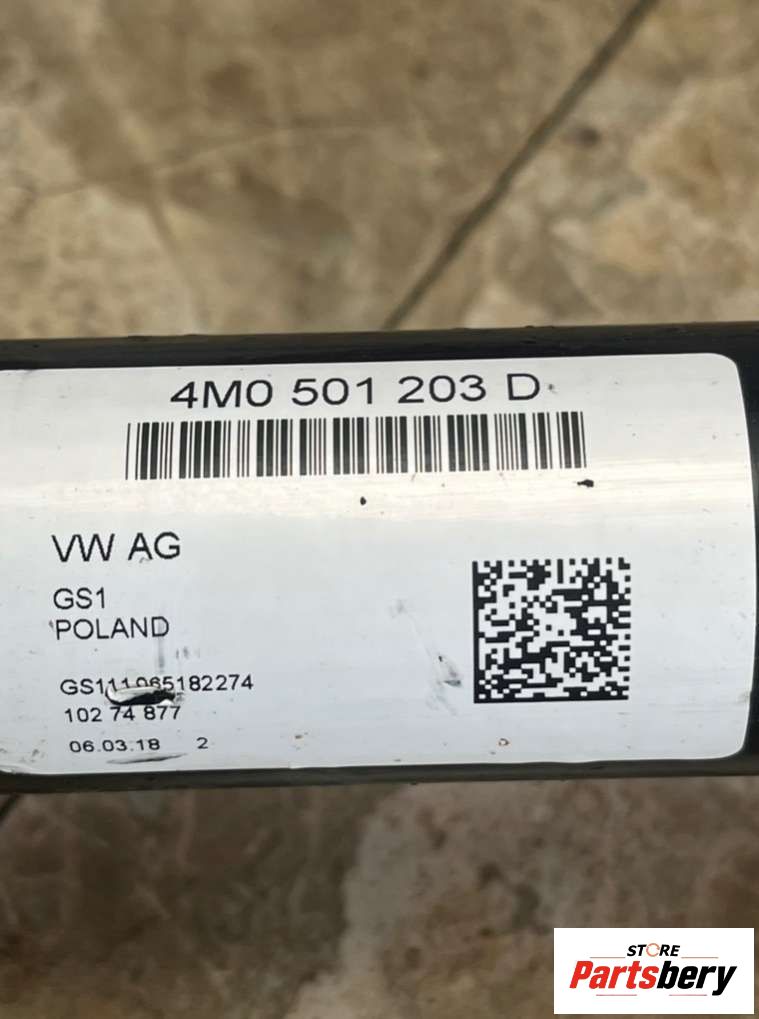 4M0 501 203 D
VW AG
GS1
POLAND
GS111065182274
102 74 877
06.03.18 2
STORE
Partsbery